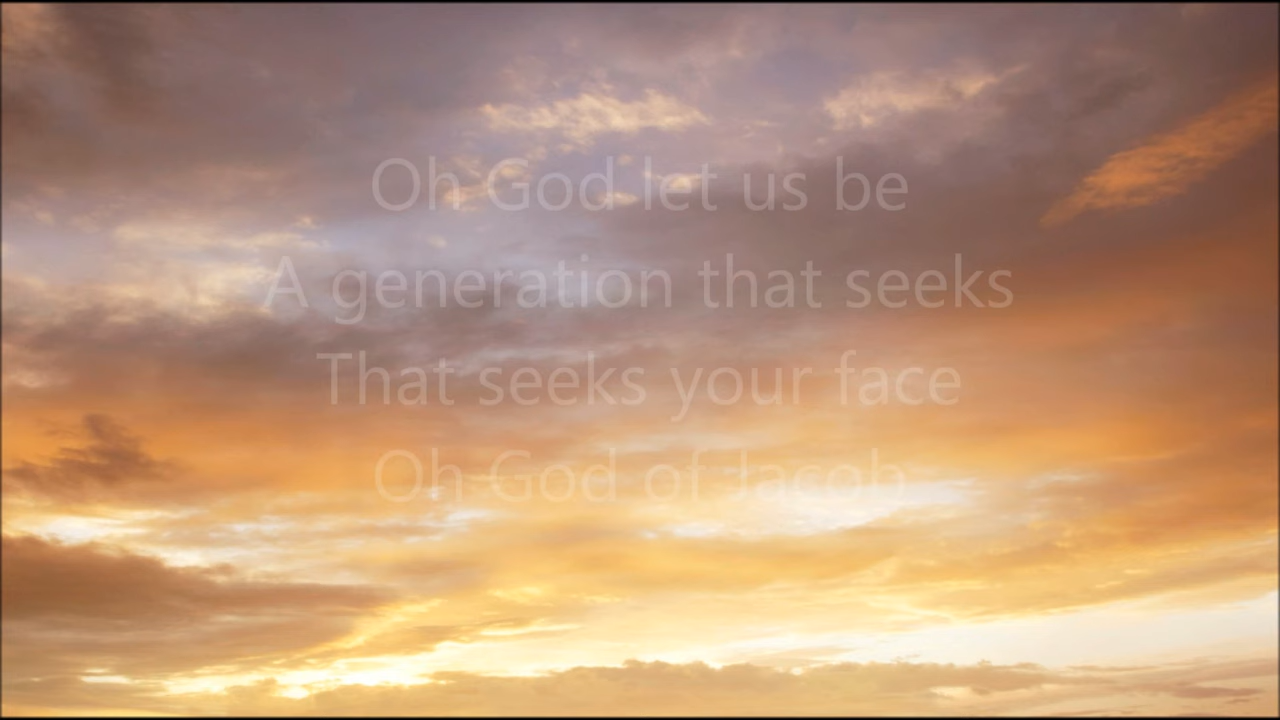 Oh God let us be
A generation that seeks
That seeks your face
Oh God of Jacob